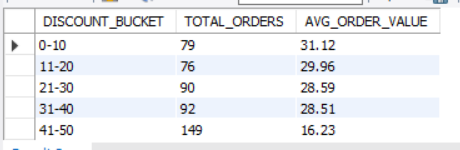 DISCOUNT_BUCKET TOTAL_ORDERS AVG_ORDER_VALUE
0-10 79 31.12
11-20 76 29.96
21-30 90 28.59
31-40 92 28.51
41-50 149 16.23